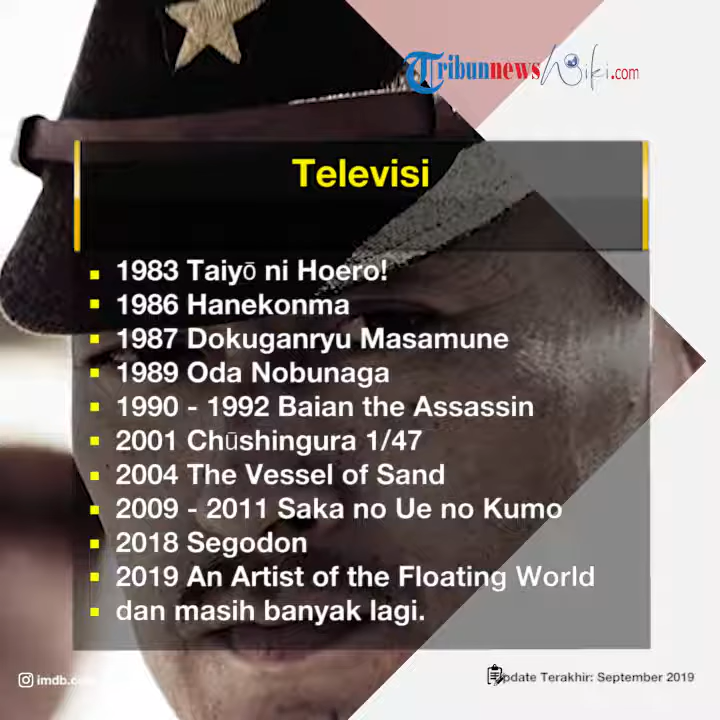 TribunnewsWiki.com
Televisi
1983 Taiyō ni Hoero!
1986 Hanekonma
1987 Dokuganryu Masamune
1989 Oda Nobunaga
1990 - 1992 Baian the Assassin
2001 Chūshingura 1/47
2004 The Vessel of Sand
2009 - 2011 Saka no Ue no Kumo
2018 Segodon
2019 An Artist of the Floating World
dan masih banyak lagi.
imdb.com
Update Terakhir: September 2019